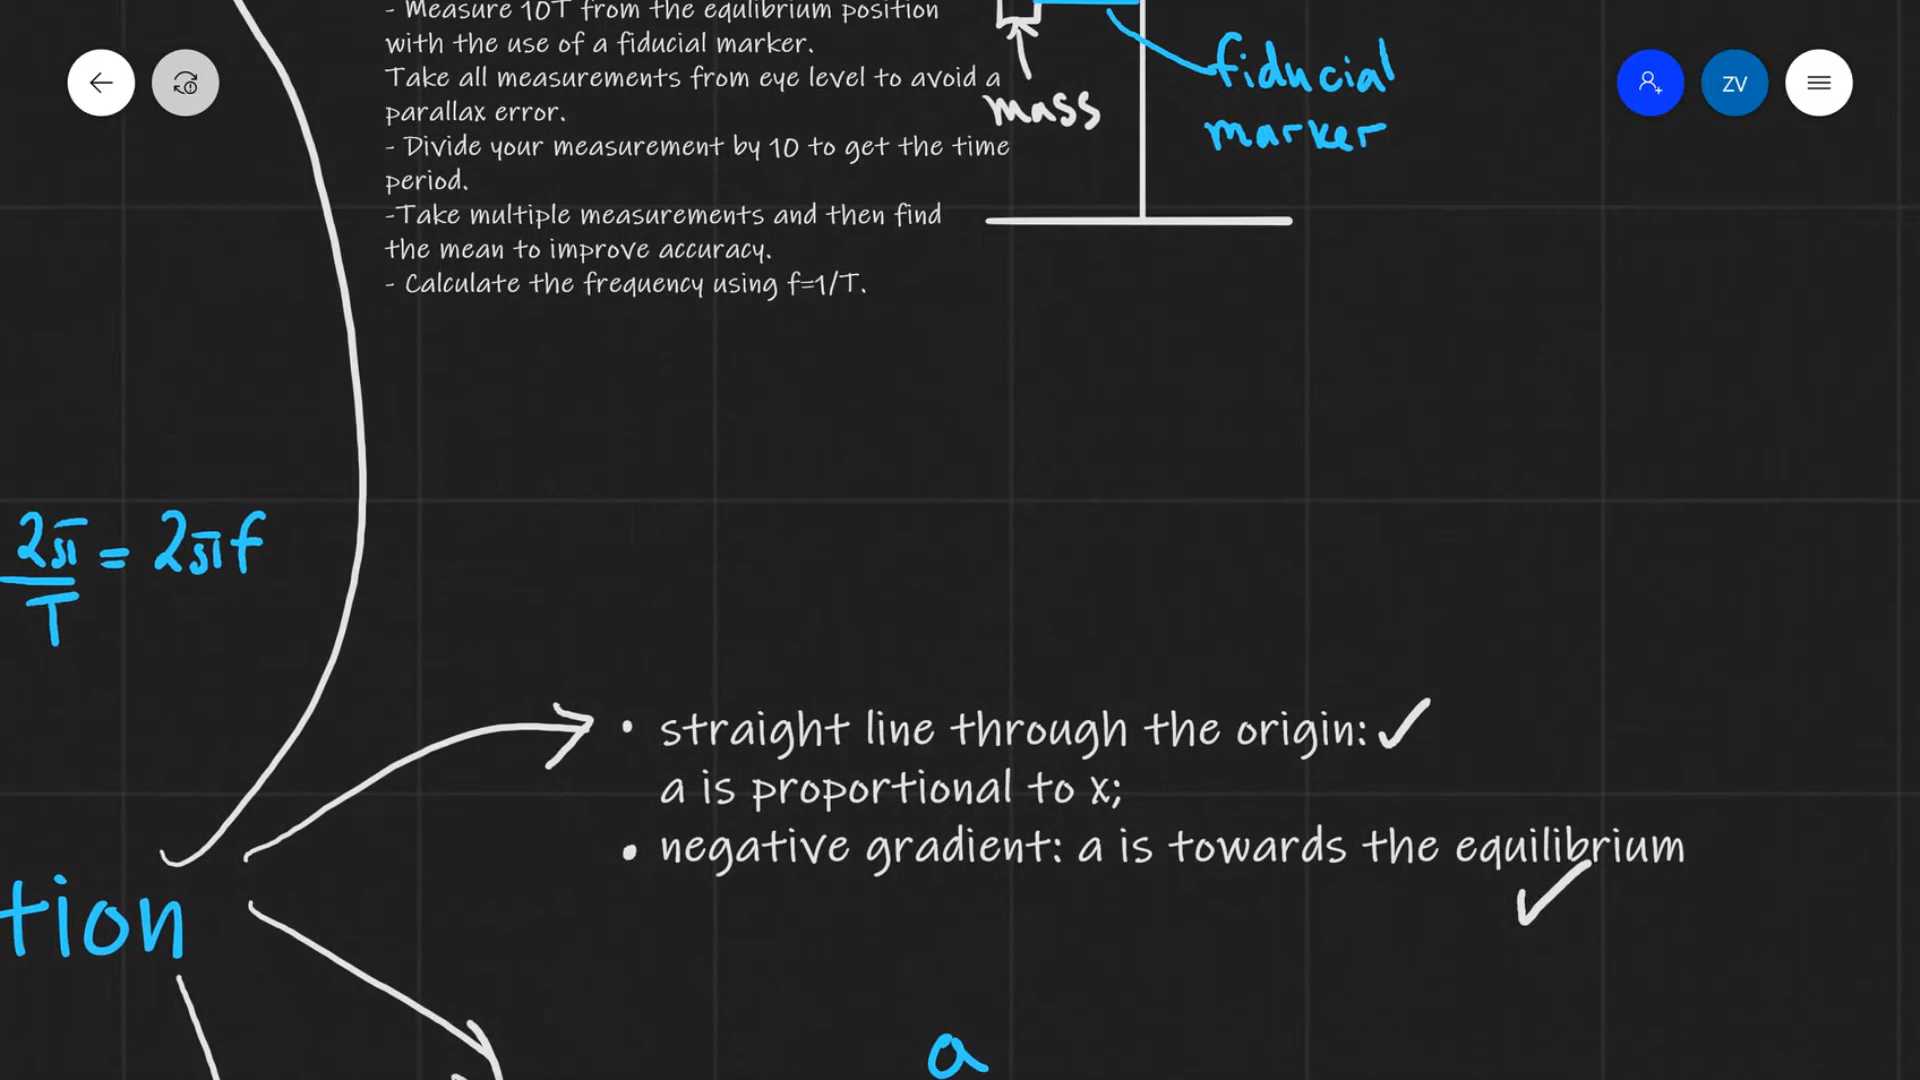 - Measure 10T from the equlibrium position
with the use of a fiducial marker.
Take all measurements from eye level to avoid a
parallax error.
- Divide your measurement by 10 to get the time
period.
-Take multiple measurements and then find
the mean to improve accuracy.
- Calculate the frequency using f=1/T.
mass
fiducial
marker
ZV
2π/T = 2πf
• straight line through the origin: ✓
a is proportional to x;
• negative gradient: a is towards the equilibrium
✓
tion
a